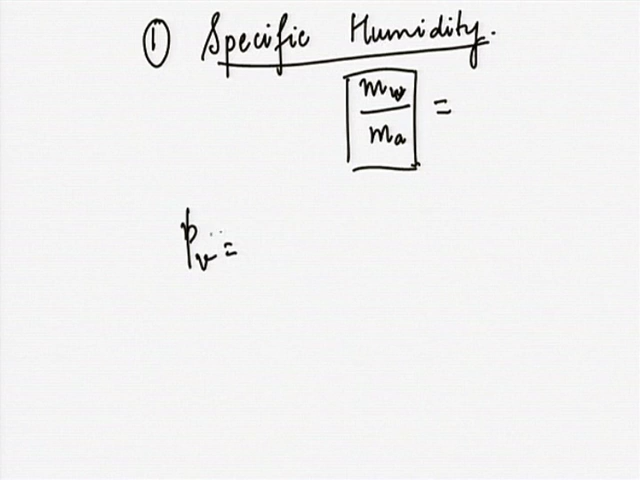 ① Specific Humidity.
m_w / m_a =
p_v =